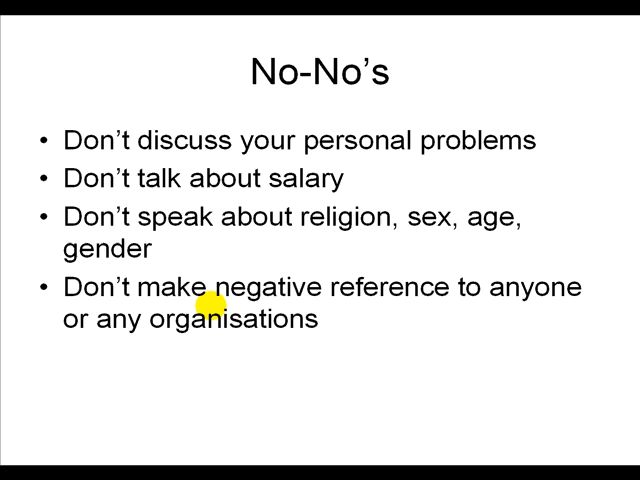 No-No’s
• Don’t discuss your personal problems
• Don’t talk about salary
• Don’t speak about religion, sex, age,
gender
• Don’t make negative reference to anyone
or any organisations